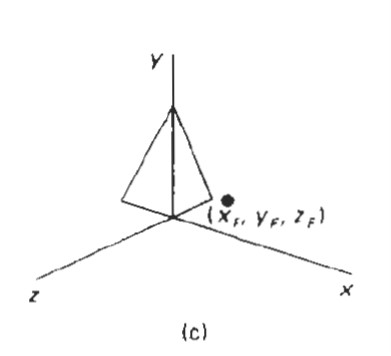 y
(x_F, y_F, z_F)
z
x
(c)